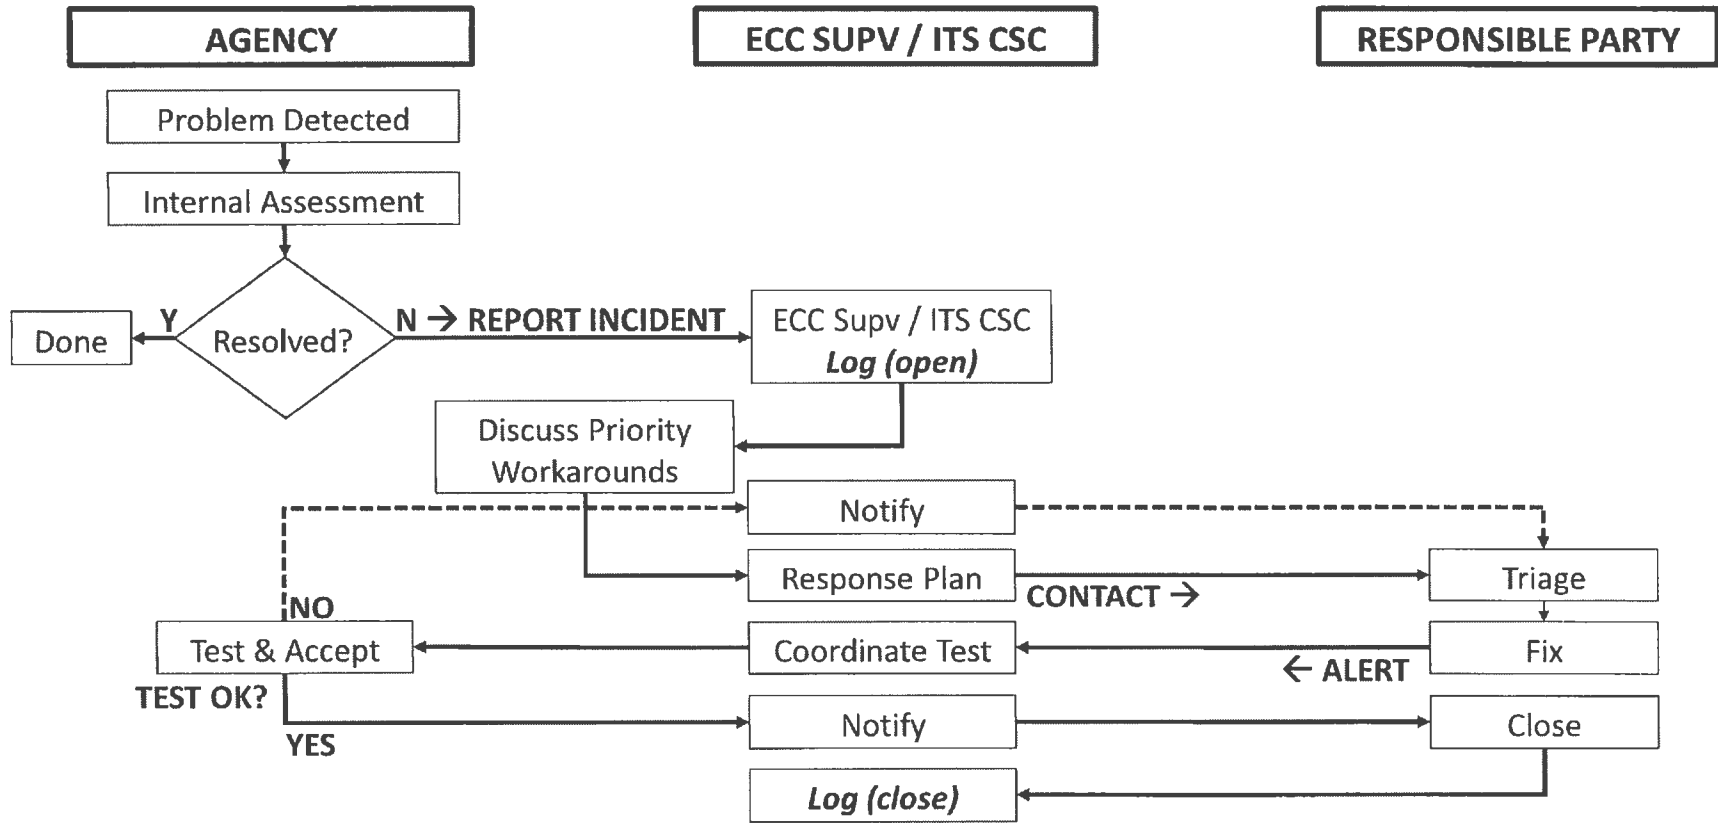 AGENCY
ECC SUPV / ITS CSC
RESPONSIBLE PARTY
Problem Detected
Internal Assessment
Resolved?
Y
Done
N → REPORT INCIDENT
ECC Supv / ITS CSC
Log (open)
Discuss Priority
Workarounds
Notify
Response Plan
CONTACT →
Triage
NO
Test & Accept
Coordinate Test
Fix
← ALERT
TEST OK?
YES
Notify
Close
Log (close)